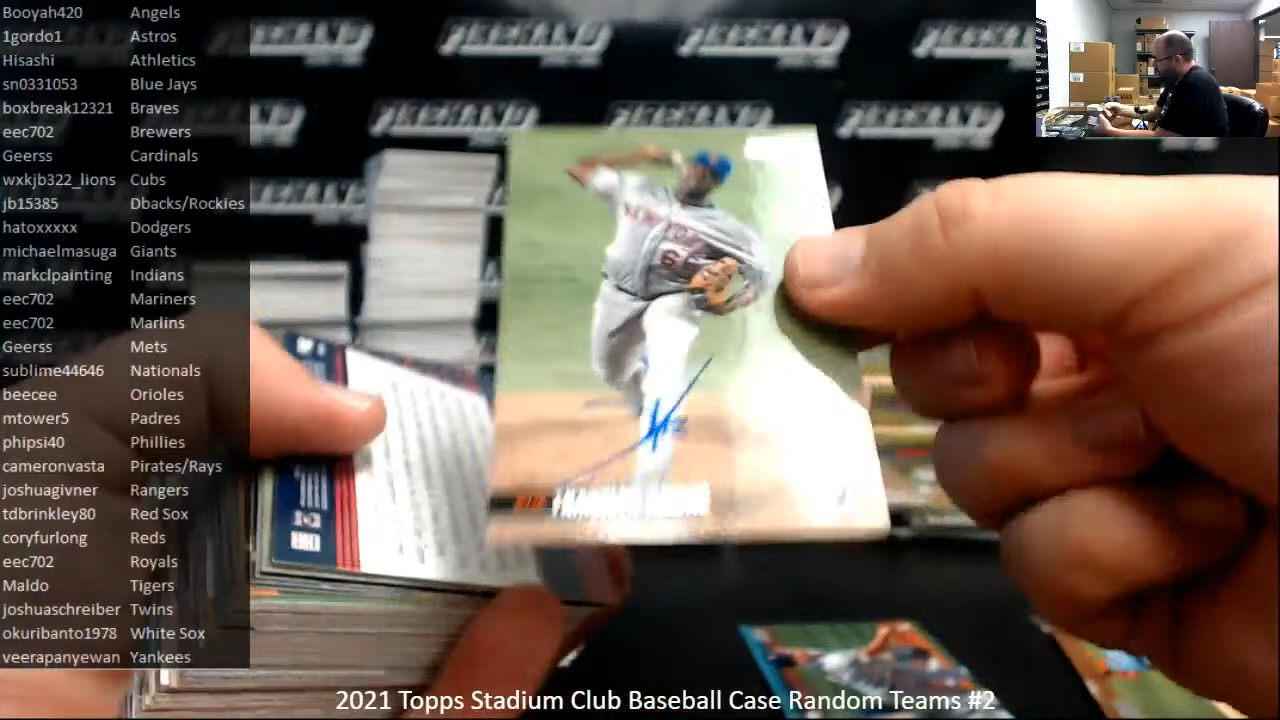 Booyah420 Angels
1gordo1 Astros
Hisashi Athletics
sn0331053 Blue Jays
boxbreak12321 Braves
eec702 Brewers
Geerss Cardinals
wxkjb322_lions Cubs
jb15385 Dbacks/Rockies
hatoxxxxx Dodgers
michaelmasuga Giants
markclpainting Indians
eec702 Mariners
eec702 Marlins
Geerss Mets
sublime44646 Nationals
beecee Orioles
mtower5 Padres
phipsi40 Phillies
cameronvasta Pirates/Rays
joshuagivner Rangers
tdbrinkley80 Red Sox
coryfurlong Reds
eec702 Royals
Maldo Tigers
joshuaschreiber Twins
okuribanto1978 White Sox
veerapanyewan Yankees
2021 Topps Stadium Club Baseball Case Random Teams #2